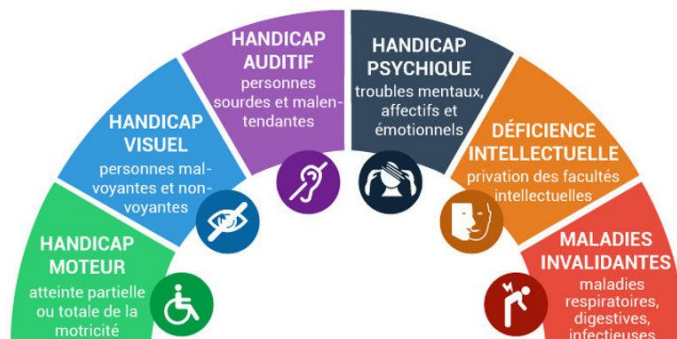 HANDICAP
MOTEUR
atteinte partielle
ou totale de la
motricité
HANDICAP
VISUEL
personnes mal-
voyantes et non-
voyantes
HANDICAP
AUDITIF
personnes
sourdes et malen-
tendantes
HANDICAP
PSYCHIQUE
troubles mentaux,
affectifs et
émotionnels
DÉFICIENCE
INTELLECTUELLE
privation des facultés
intellectuelles
MALADIES
INVALIDANTES
maladies
respiratoires,
digestives,
infectieuses